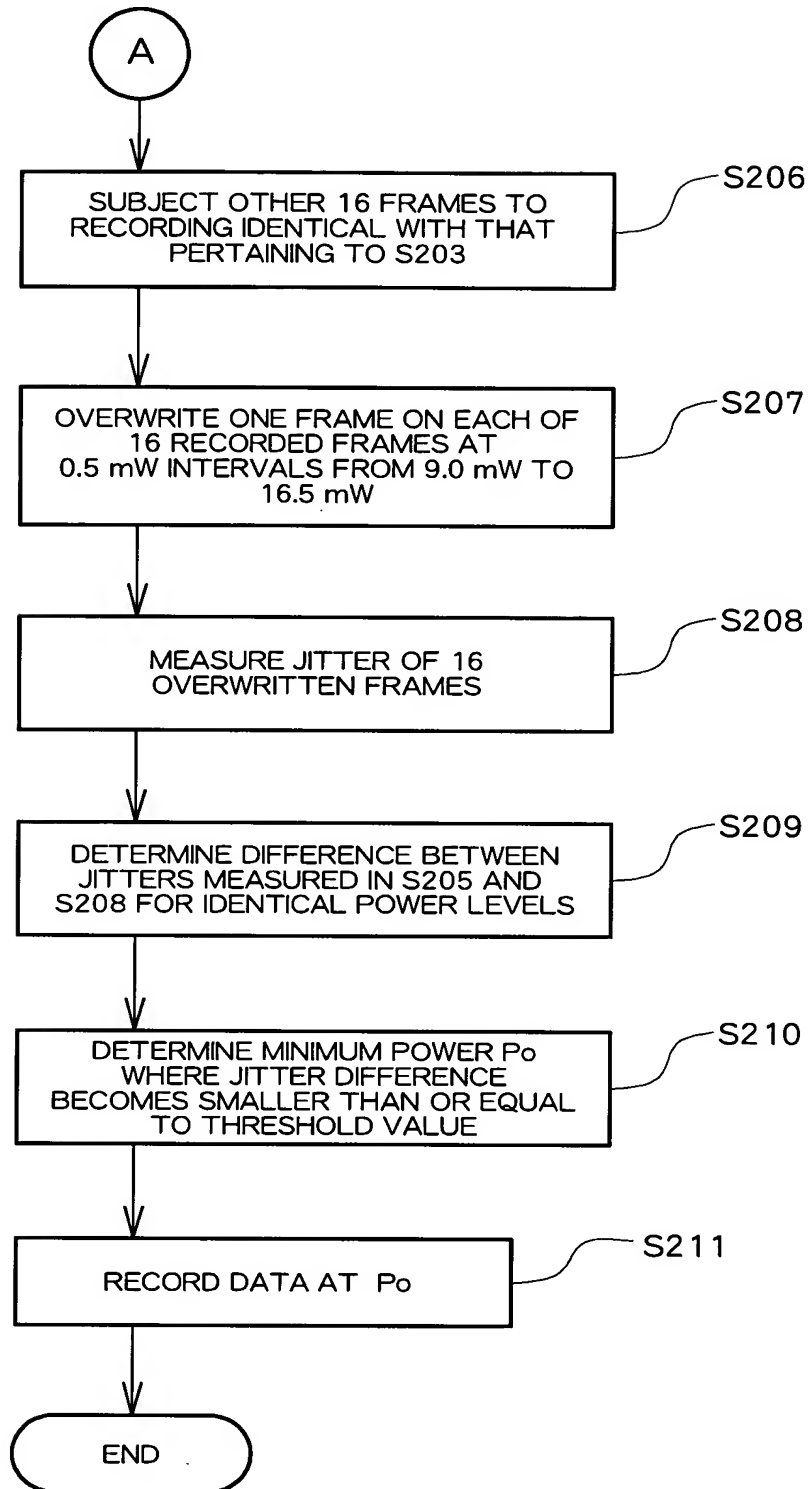 A
SUBJECT OTHER 16 FRAMES TO
RECORDING IDENTICAL WITH THAT
PERTAINING TO S203
S206
OVERWRITE ONE FRAME ON EACH OF
16 RECORDED FRAMES AT
0.5 mW INTERVALS FROM 9.0 mW TO
16.5 mW
S207
MEASURE JITTER OF 16
OVERWRITTEN FRAMES
S208
DETERMINE DIFFERENCE BETWEEN
JITTERS MEASURED IN S205 AND
S208 FOR IDENTICAL POWER LEVELS
S209
DETERMINE MINIMUM POWER Po
WHERE JITTER DIFFERENCE
BECOMES SMALLER THAN OR EQUAL
TO THRESHOLD VALUE
S210
RECORD DATA AT Po
S211
END